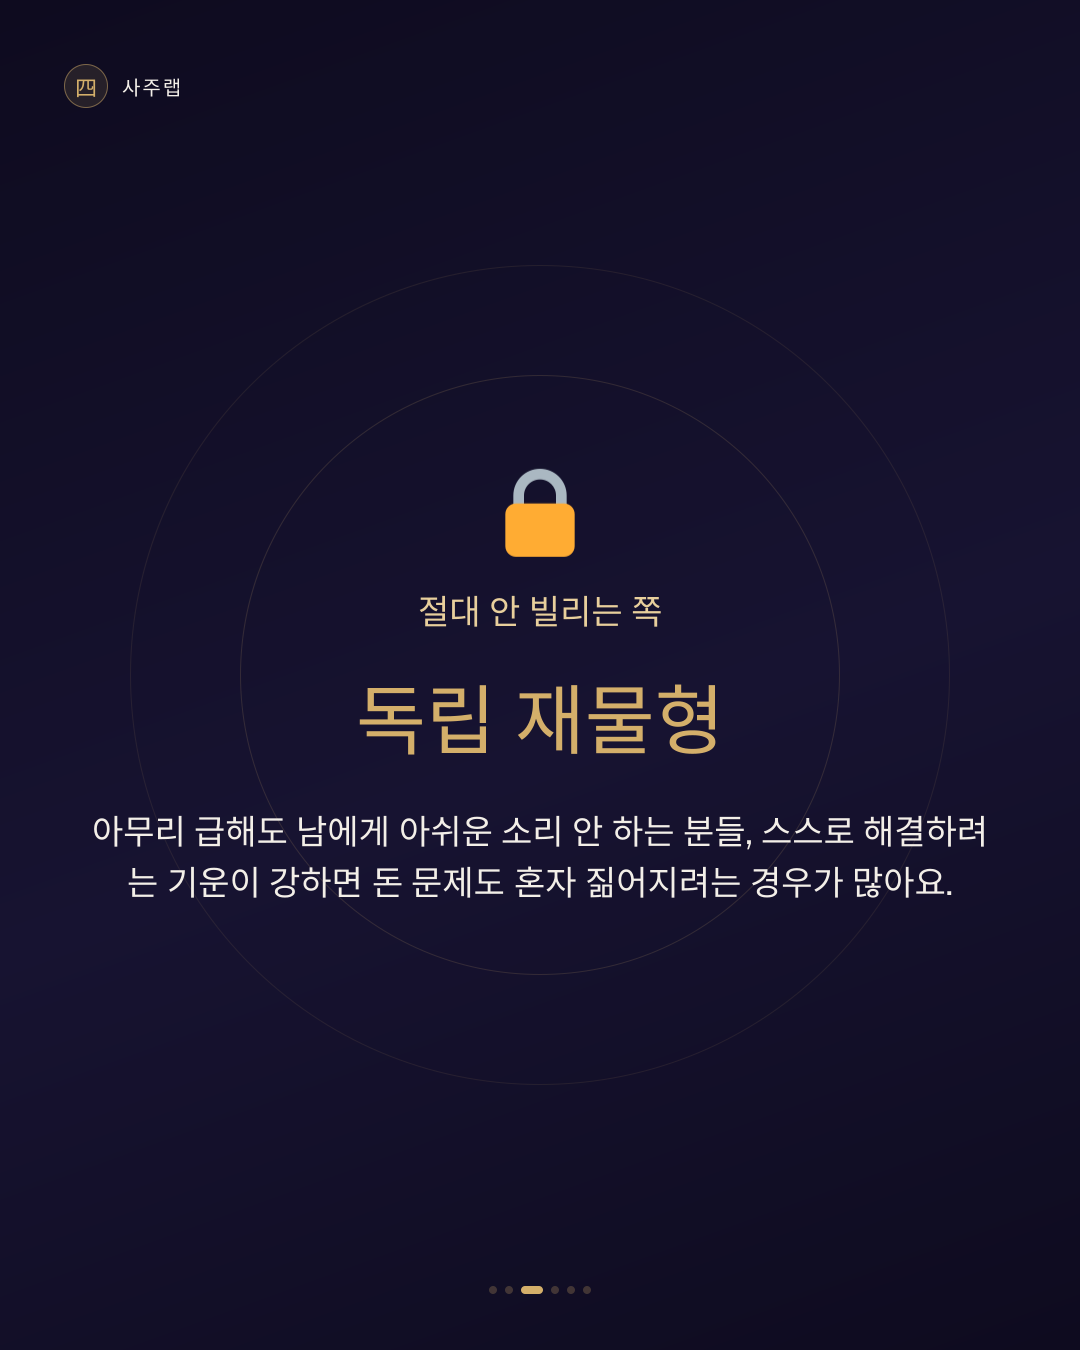 四 사주랩
절대 안 빌리는 쪽
독립 재물형
아무리 급해도 남에게 아쉬운 소리 안 하는 분들, 스스로 해결하려
는 기운이 강하면 돈 문제도 혼자 짊어지려는 경우가 많아요.